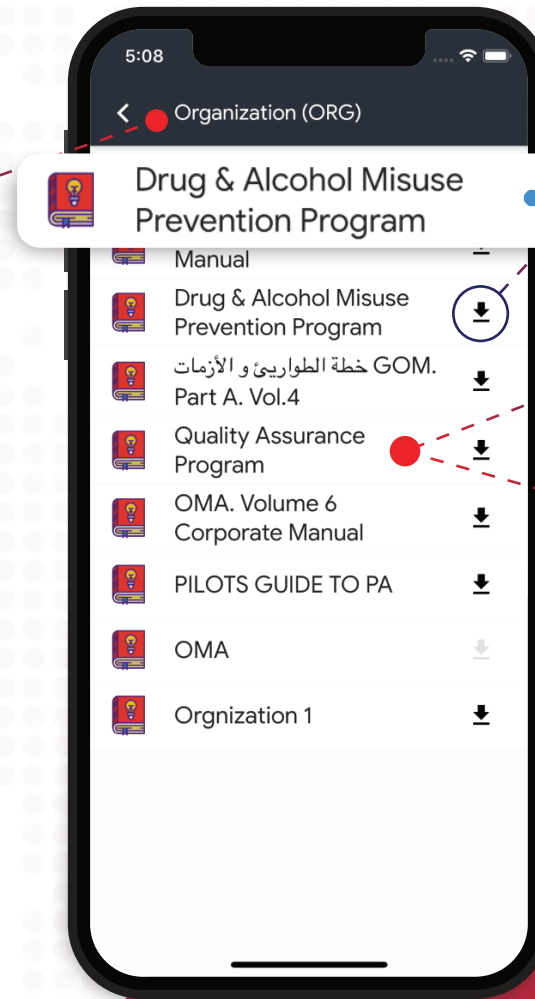 5:08
Organization (ORG)
Drug & Alcohol Misuse
Prevention Program
Manual
Drug & Alcohol Misuse
Prevention Program
GOM. خطة الطواريئ و الأزمات
Part A. Vol.4
Quality Assurance
Program
OMA. Volume 6
Corporate Manual
PILOTS GUIDE TO PA
OMA
Orgnization 1